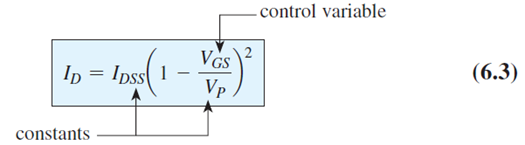 control variable
I_D = I_DSS(1 - V_GS/V_P)^2
(6.3)
constants